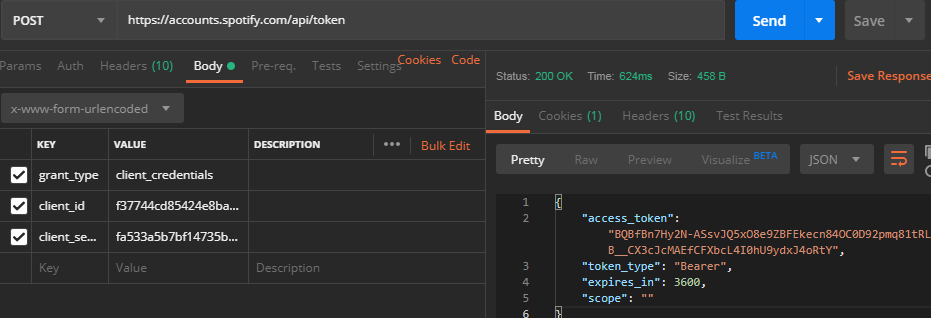 POST https://accounts.spotify.com/api/token Send Save
Params Auth Headers (10) Body Pre-req. Tests Settings Cookies Code
x-www-form-urlencoded
KEY VALUE DESCRIPTION ••• Bulk Edit
grant_type client_credentials
client_id f37744cd85424e8ba...
client_se... fa533a5b7bf14735b...
Key Value Description
Status: 200 OK Time: 624ms Size: 458 B Save Response
Body Cookies (1) Headers (10) Test Results
Pretty Raw Preview Visualize BETA JSON
1 {
2 "access_token":
"BQBfBn7Hy2N-ASsvJQ5xO8e9ZBFEkecn84OC0D92pmq81tRL
B__CX3cJcMAEfCFXbcL4I0hU9ydxJ4oRtY",
3 "token_type": "Bearer",
4 "expires_in": 3600,
5 "scope": ""
6 }